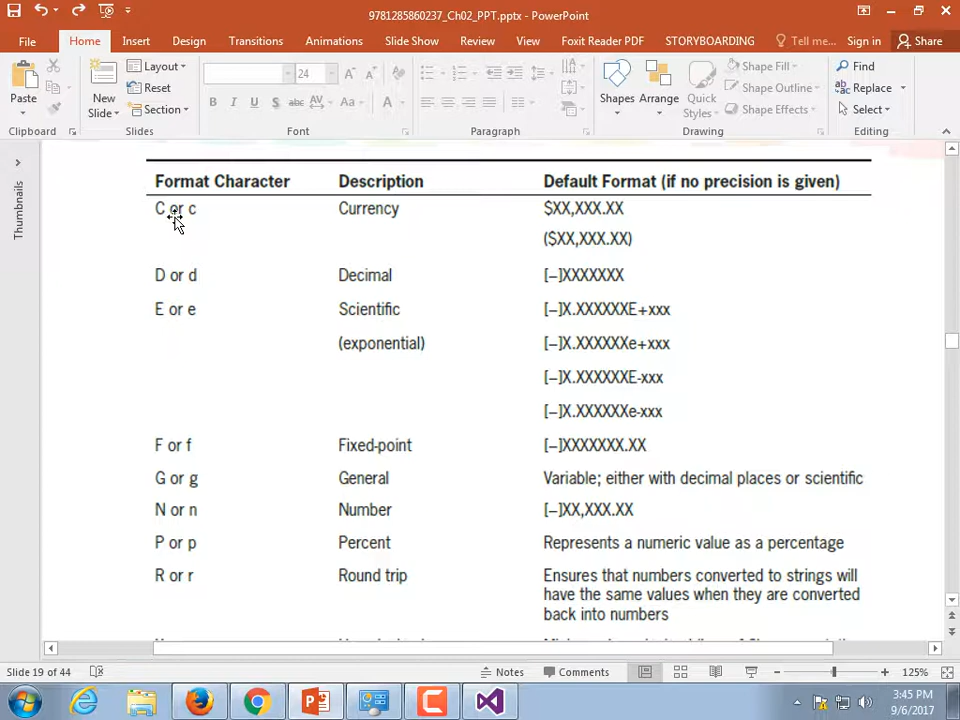 9781285860237_Ch02_PPT.pptx - PowerPoint
File Home Insert Design Transitions Animations Slide Show Review View Foxit Reader PDF STORYBOARDING Tell me... Sign in Share
Paste
Clipboard
New Slide
Layout
Reset
Section
Slides
24
B I U S abc AV Aa A
Font
Paragraph
Shapes Arrange Quick Styles
Shape Fill
Shape Outline
Shape Effects
Drawing
Find
Replace
Select
Editing
Thumbnails
Format Character Description Default Format (if no precision is given)
C or c Currency $XX,XXX.XX
($XX,XXX.XX)
D or d Decimal [–]XXXXXXX
E or e Scientific [–]X.XXXXXXE+xxx
(exponential) [–]X.XXXXXXe+xxx
[–]X.XXXXXXE-xxx
[–]X.XXXXXXe-xxx
F or f Fixed-point [–]XXXXXXX.XX
G or g General Variable; either with decimal places or scientific
N or n Number [–]XX,XXX.XX
P or p Percent Represents a numeric value as a percentage
R or r Round trip Ensures that numbers converted to strings will
have the same values when they are converted
back into numbers
Slide 19 of 44 Notes Comments 125%
3:45 PM
9/6/2017